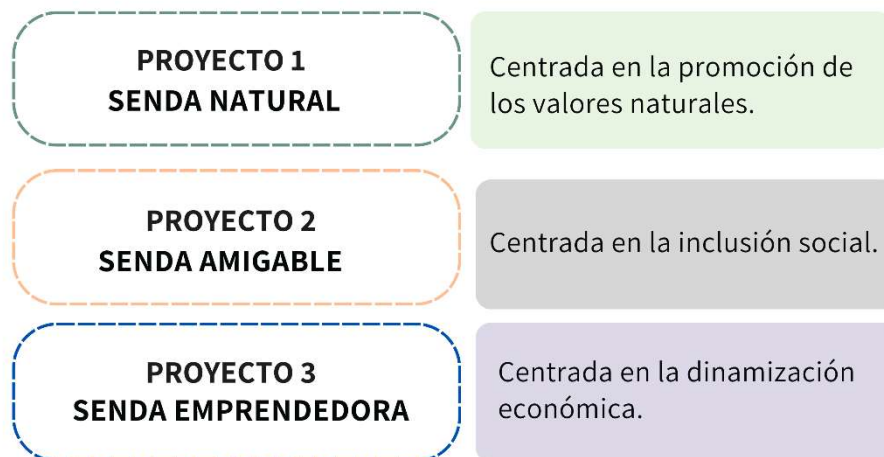 PROYECTO 1
SENDA NATURAL
Centrada en la promoción de
los valores naturales.
PROYECTO 2
SENDA AMIGABLE
Centrada en la inclusión social.
PROYECTO 3
SENDA EMPRENDEDORA
Centrada en la dinamización
económica.